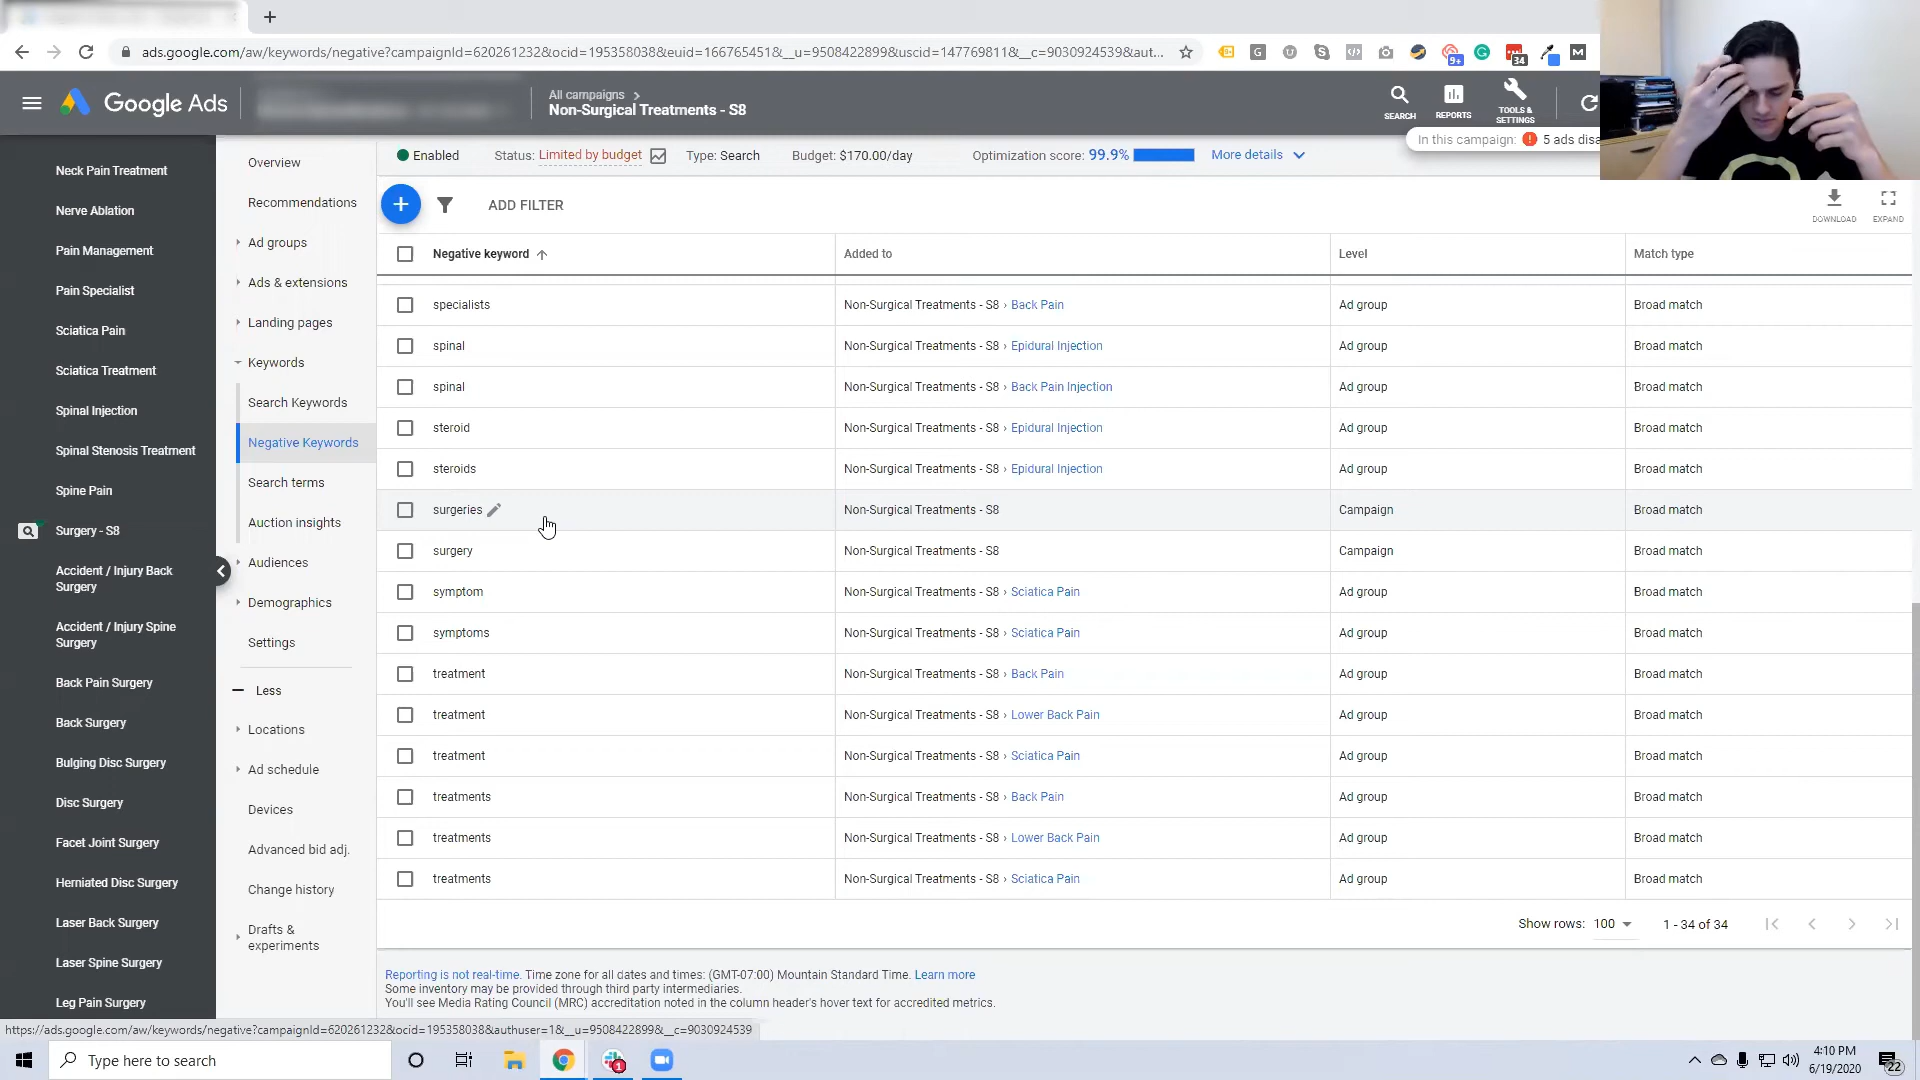 ads.google.com/aw/keywords/negative?campaignId=620261232&ocid=195358038&euid=166765451&__u=9508422899&uscid=147769811&__c=9030924539&aut...
9+
34
Google Ads
All campaigns >
Non-Surgical Treatments - S8
SEARCH
REPORTS
TOOLS & SETTINGS
In this campaign: 5 ads disa
Enabled Status: Limited by budget Type: Search Budget: $170.00/day Optimization score: 99.9% More details
ADD FILTER
DOWNLOAD
EXPAND
Neck Pain Treatment
Nerve Ablation
Pain Management
Pain Specialist
Sciatica Pain
Sciatica Treatment
Spinal Injection
Spinal Stenosis Treatment
Spine Pain
Surgery - S8
Accident / Injury Back
Surgery
Accident / Injury Spine
Surgery
Back Pain Surgery
Back Surgery
Bulging Disc Surgery
Disc Surgery
Facet Joint Surgery
Herniated Disc Surgery
Laser Back Surgery
Laser Spine Surgery
Leg Pain Surgery
Overview
Recommendations
Ad groups
Ads & extensions
Landing pages
Keywords
Search Keywords
Negative Keywords
Search terms
Auction insights
Audiences
Demographics
Settings
Less
Locations
Ad schedule
Devices
Advanced bid adj.
Change history
Drafts &
experiments
Negative keyword Added to Level Match type
specialists Non-Surgical Treatments - S8 › Back Pain Ad group Broad match
spinal Non-Surgical Treatments - S8 › Epidural Injection Ad group Broad match
spinal Non-Surgical Treatments - S8 › Back Pain Injection Ad group Broad match
steroid Non-Surgical Treatments - S8 › Epidural Injection Ad group Broad match
steroids Non-Surgical Treatments - S8 › Epidural Injection Ad group Broad match
surgeries Non-Surgical Treatments - S8 Campaign Broad match
surgery Non-Surgical Treatments - S8 Campaign Broad match
symptom Non-Surgical Treatments - S8 › Sciatica Pain Ad group Broad match
symptoms Non-Surgical Treatments - S8 › Sciatica Pain Ad group Broad match
treatment Non-Surgical Treatments - S8 › Back Pain Ad group Broad match
treatment Non-Surgical Treatments - S8 › Lower Back Pain Ad group Broad match
treatment Non-Surgical Treatments - S8 › Sciatica Pain Ad group Broad match
treatments Non-Surgical Treatments - S8 › Back Pain Ad group Broad match
treatments Non-Surgical Treatments - S8 › Lower Back Pain Ad group Broad match
treatments Non-Surgical Treatments - S8 › Sciatica Pain Ad group Broad match
Show rows: 100 1 - 34 of 34
Reporting is not real-time. Time zone for all dates and times: (GMT-07:00) Mountain Standard Time. Learn more
Some inventory may be provided through third party intermediaries.
You'll see Media Rating Council (MRC) accreditation noted in the column header's hover text for accredited metrics.
https://ads.google.com/aw/keywords/negative?campaignId=620261232&ocid=195358038&authuser=1&__u=9508422899&__c=9030924539
Type here to search
1
4:10 PM
6/19/2020
22